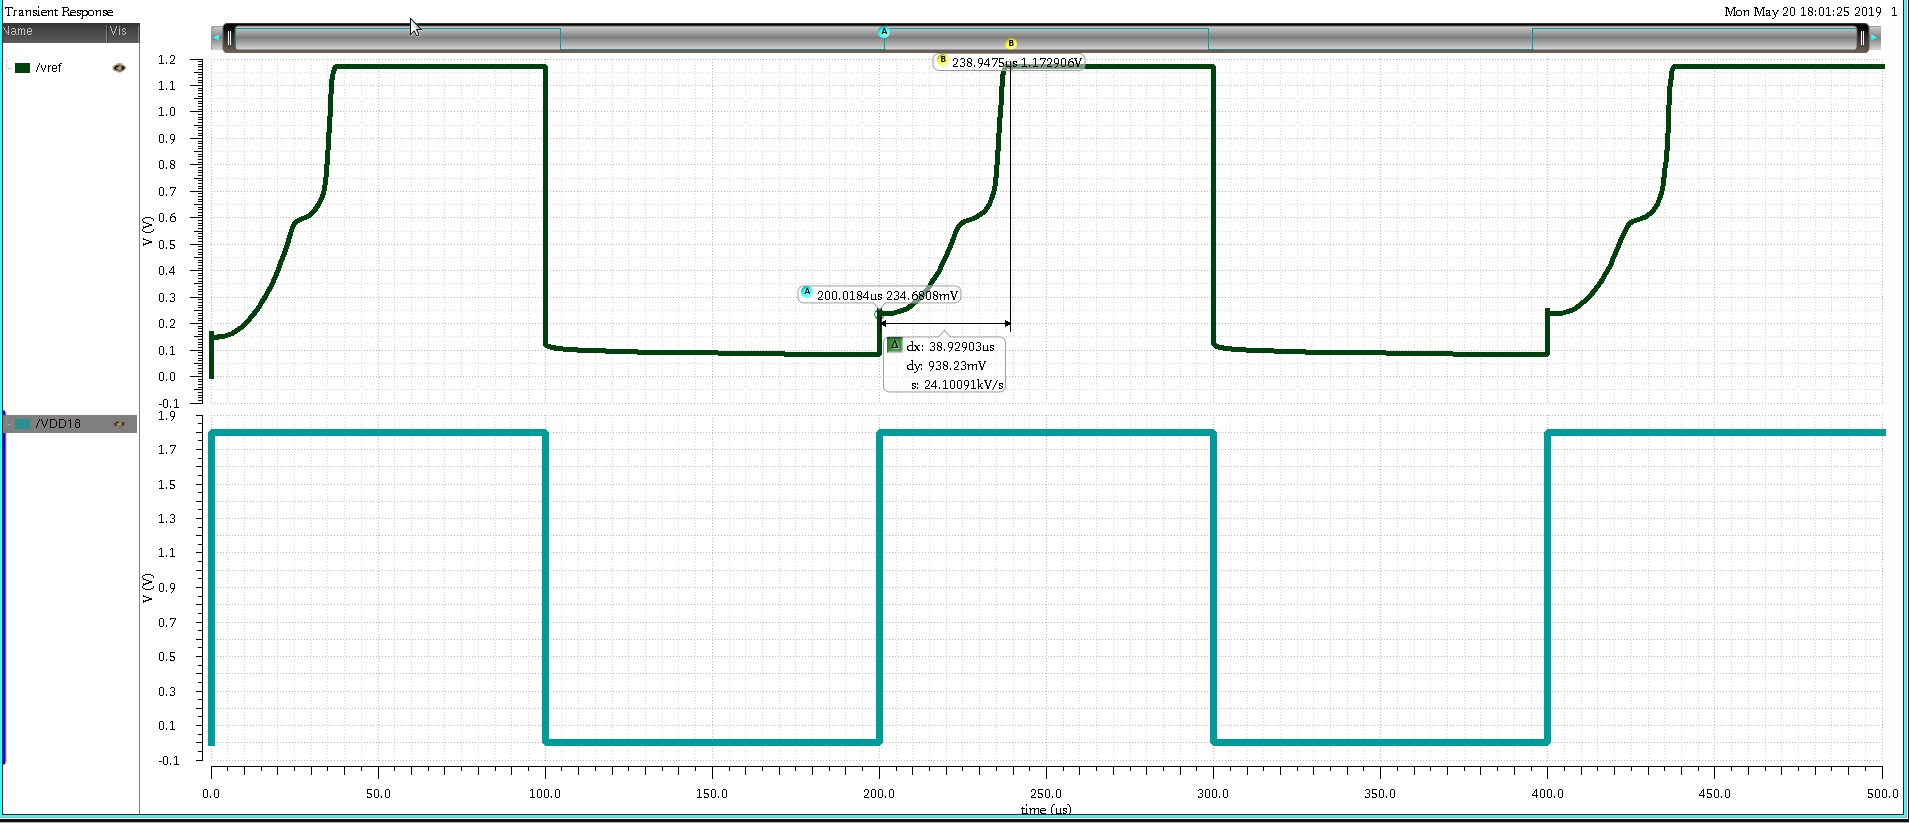 Transient Response
Mon May 20 18:01:25 2019 1
Name Vis
/vref
A
B
B 238.9475us 1.172906V
1.2
1.1
1.0
0.9
0.8
0.7
0.6
0.5
0.4
0.3
0.2
0.1
0.0
-0.1
V (V)
A 200.0184us 234.6808mV
Δ dx: 38.92903us
dy: 938.23mV
s: 24.10091kV/s
/VDD18
1.9
1.7
1.5
1.3
1.1
0.9
0.7
0.5
0.3
0.1
-0.1
V (V)
0.0 50.0 100.0 150.0 200.0 250.0 300.0 350.0 400.0 450.0 500.0
time (us)